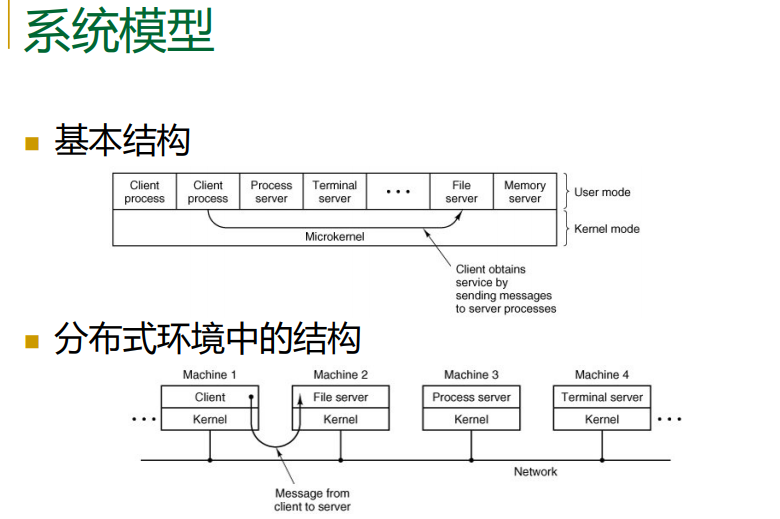 系统模型
基本结构
Client process
Client process
Process server
Terminal server
• • •
File server
Memory server
User mode
Microkernel
Kernel mode
Client obtains
service by
sending messages
to server processes
分布式环境中的结构
Machine 1
Machine 2
Machine 3
Machine 4
Client
File server
Process server
Terminal server
• • •
Kernel
Kernel
Kernel
Kernel
• • •
Network
Message from
client to server